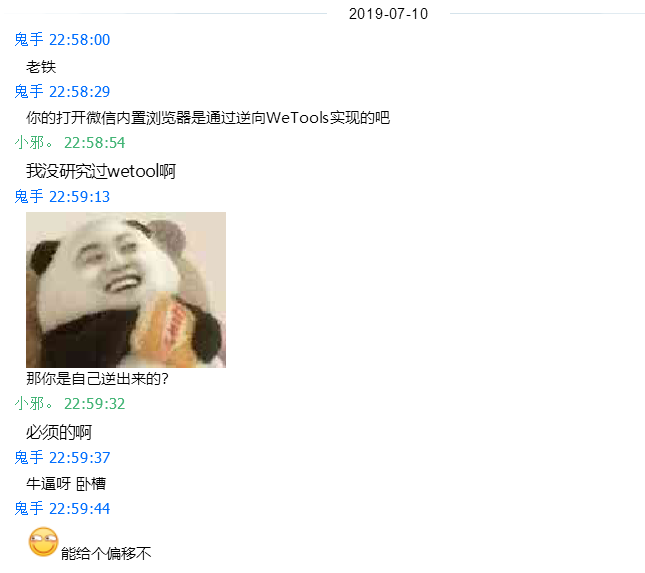 2019-07-10
鬼手 22:58:00
老铁
鬼手 22:58:29
你的打开微信内置浏览器是通过逆向WeTools实现的吧
小邪。 22:58:54
我没研究过wetool啊
鬼手 22:59:13
那你是自己逆出来的?
小邪。 22:59:32
必须的啊
鬼手 22:59:37
牛逼呀 卧槽
鬼手 22:59:44
能给个偏移不